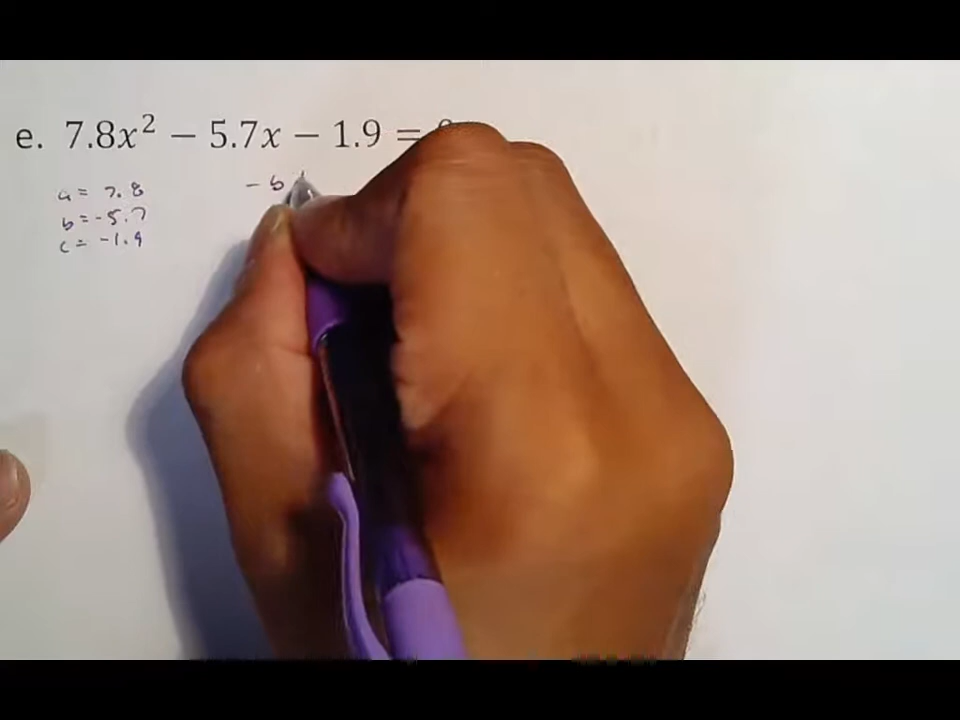 e. 7.8x² − 5.7x − 1.9 =
a = 7.8
b = -5.7
c = -1.9
- b